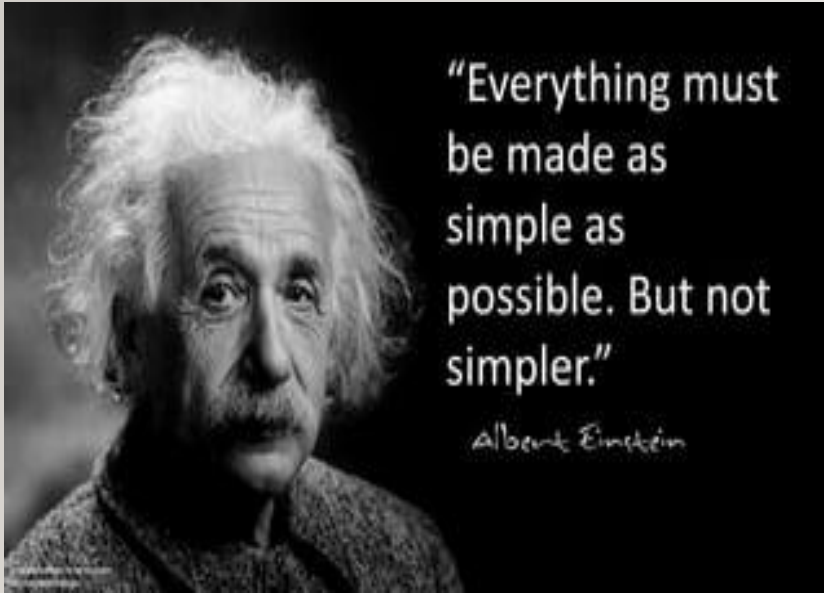 “Everything must
be made as
simple as
possible. But not
simpler.”
Albert Einstein